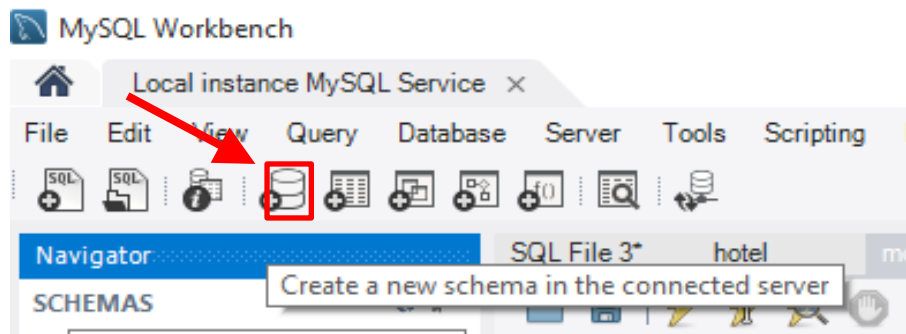 MySQL Workbench
Local instance MySQL Service ×
File Edit View Query Database Server Tools Scripting
SQL SQL f()
Navigator SQL File 3* hotel
SCHEMAS Create a new schema in the connected server